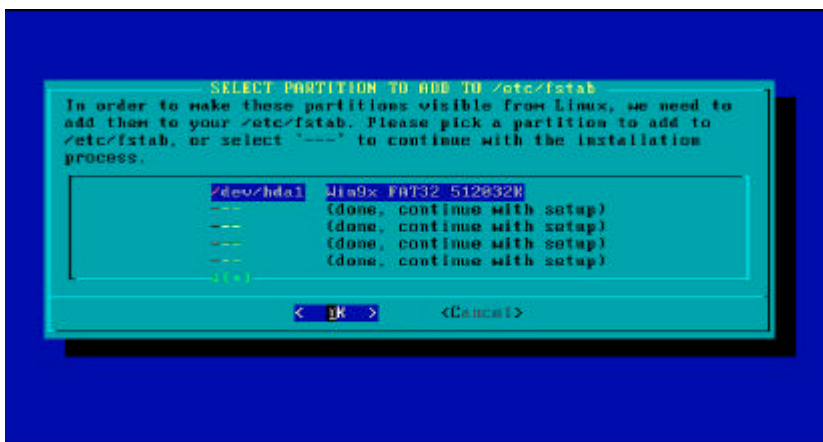 SELECT PARTITION TO ADD TO /etc/fstab
In order to make these partitions visible from Linux, we need to
add them to your /etc/fstab. Please pick a partition to add to
/etc/fstab, or select `---' to continue with the installation
process.
/dev/hda1 Win9x FAT32 512032K
--- (done, continue with setup)
--- (done, continue with setup)
--- (done, continue with setup)
--- (done, continue with setup)
↓(+)
< OK > <Cancel>